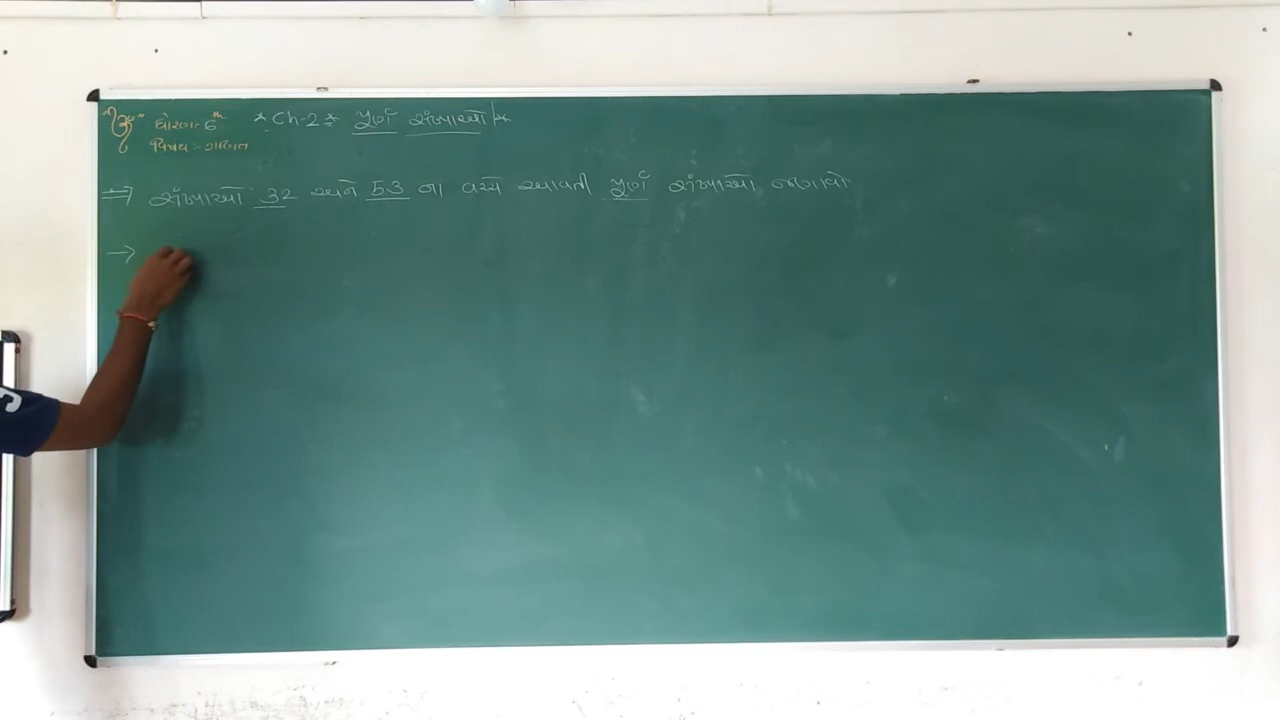 ધોરણ:- 6th * Ch-2 * પૂર્ણ સંખ્યાઓ
વિષય :- ગણિત
⇒ સંખ્યાઓ 32 અને 53 ના વચ્ચે આવતી પૂર્ણ સંખ્યાઓ જણાવો
→